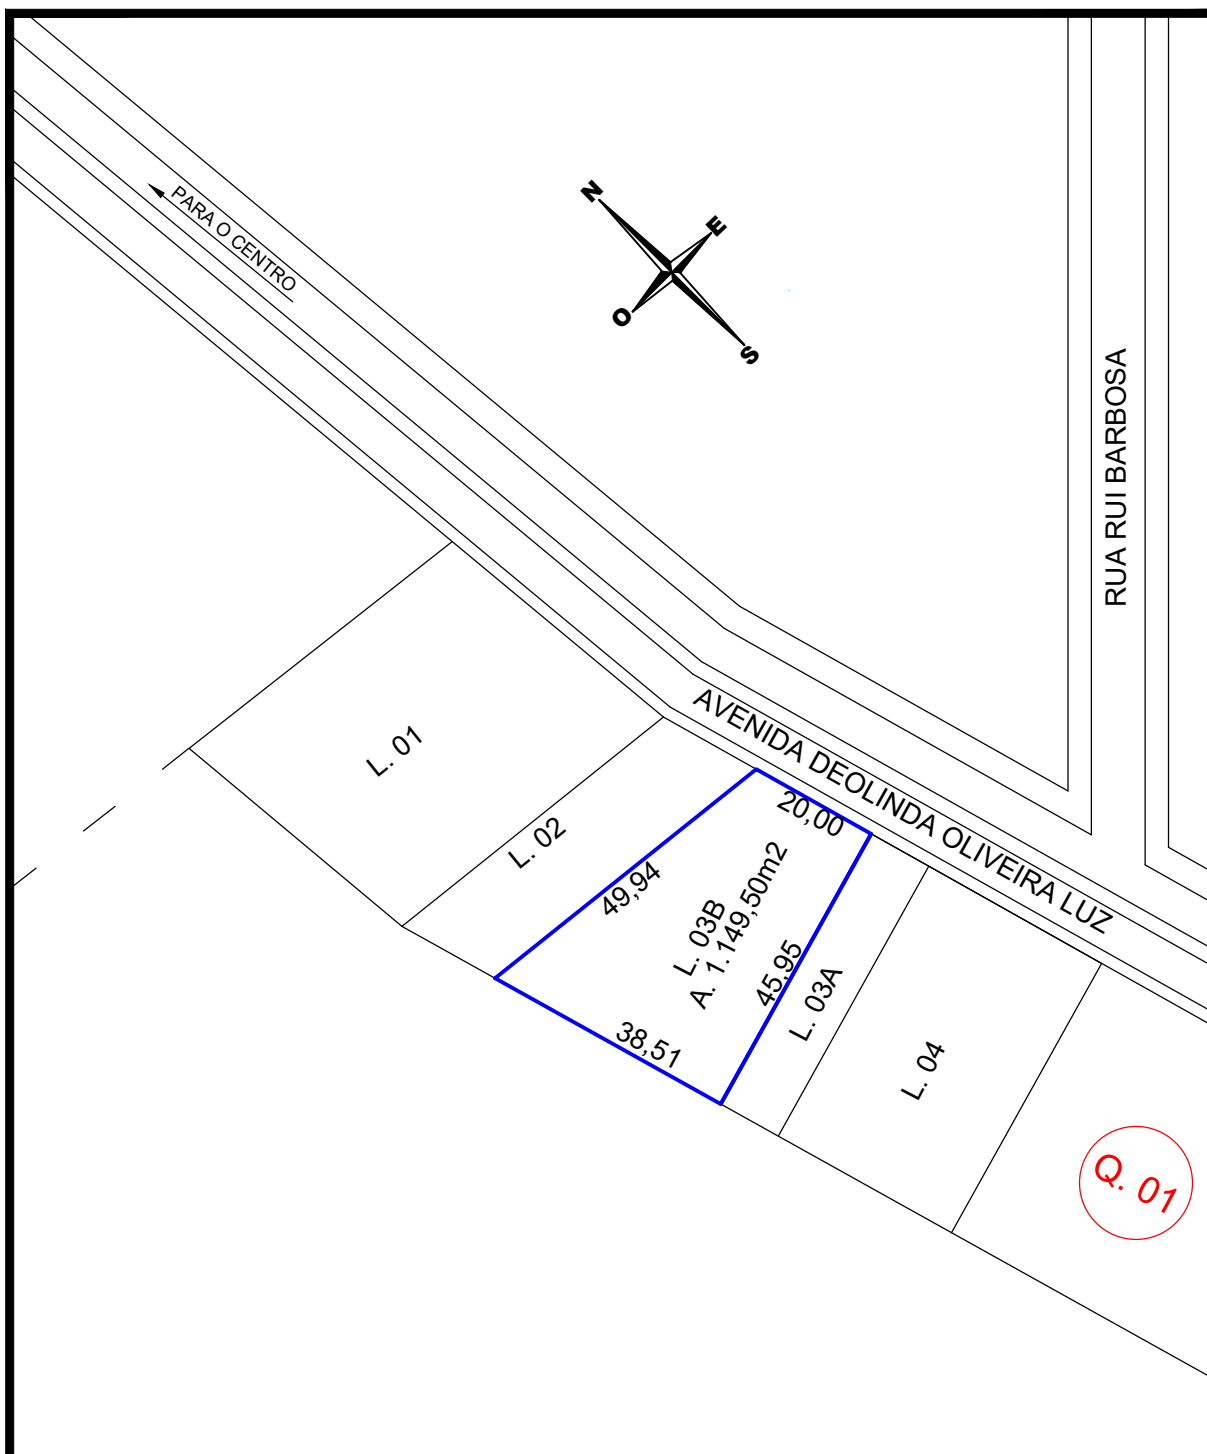 N
E
O
S
PARA O CENTRO
RUA RUI BARBOSA
AVENIDA DEOLINDA OLIVEIRA LUZ
L. 01
L. 02
20,00
49,94
L. 03B
A. 1.149,50m2
45,95
38,51
L. 03A
L. 04
Q. 01